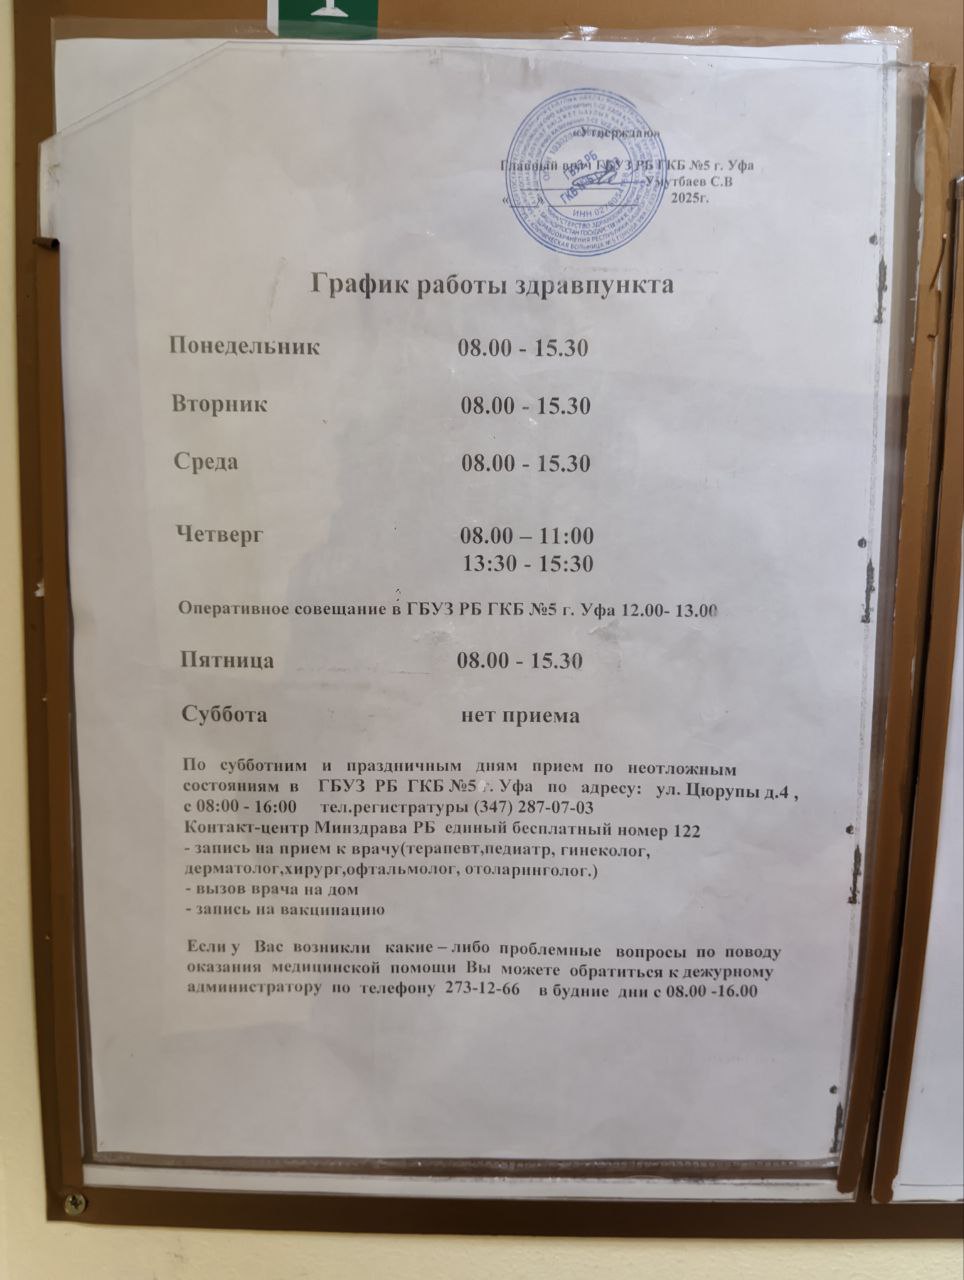 «Утверждаю»
Главный врач ГБУЗ РБ ГКБ №5 г. Уфа
Умутбаев С.В
2025г.
ГБУЗ РБ
ГКБ №5
График работы здравпункта
Понедельник 08.00 - 15.30
Вторник 08.00 - 15.30
Среда 08.00 - 15.30
Четверг 08.00 – 11:00
13:30 - 15:30
Оперативное совещание в ГБУЗ РБ ГКБ №5 г. Уфа 12.00- 13.00
Пятница 08.00 - 15.30
Суббота нет приема
По субботним и праздничным дням прием по неотложным
состояниям в ГБУЗ РБ ГКБ №5 г. Уфа по адресу: ул. Цюрупы д.4 ,
с 08:00 - 16:00 тел.регистратуры (347) 287-07-03
Контакт-центр Минздрава РБ единый бесплатный номер 122
- запись на прием к врачу(терапевт,педиатр, гинеколог,
дерматолог,хирург,офтальмолог, отоларинголог.)
- вызов врача на дом
- запись на вакцинацию
Если у Вас возникли какие – либо проблемные вопросы по поводу
оказания медицинской помощи Вы можете обратиться к дежурному
администратору по телефону 273-12-66 в будние дни с 08.00 -16.00